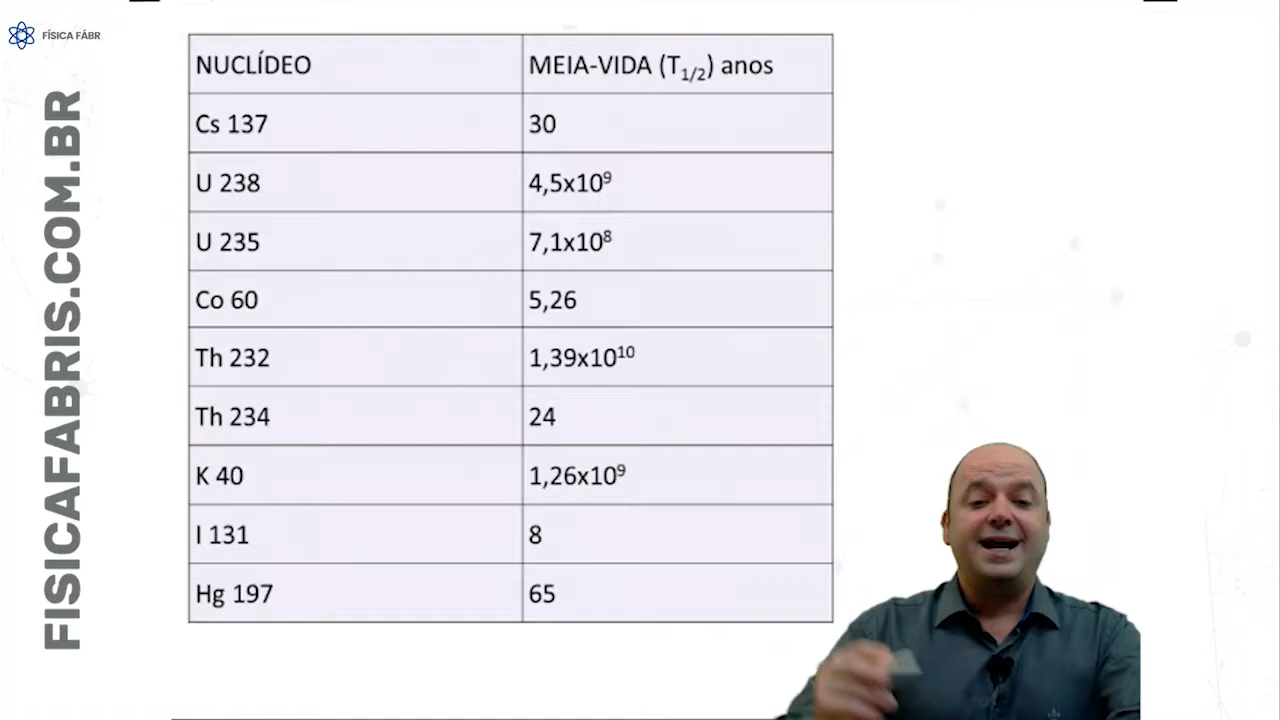 FÍSICA FÁBR
FISICAFABRIS.COM.BR
NUCLÍDEO MEIA-VIDA (T1/2) anos
Cs 137 30
U 238 4,5x10⁹
U 235 7,1x10⁸
Co 60 5,26
Th 232 1,39x10¹⁰
Th 234 24
K 40 1,26x10⁹
I 131 8
Hg 197 65